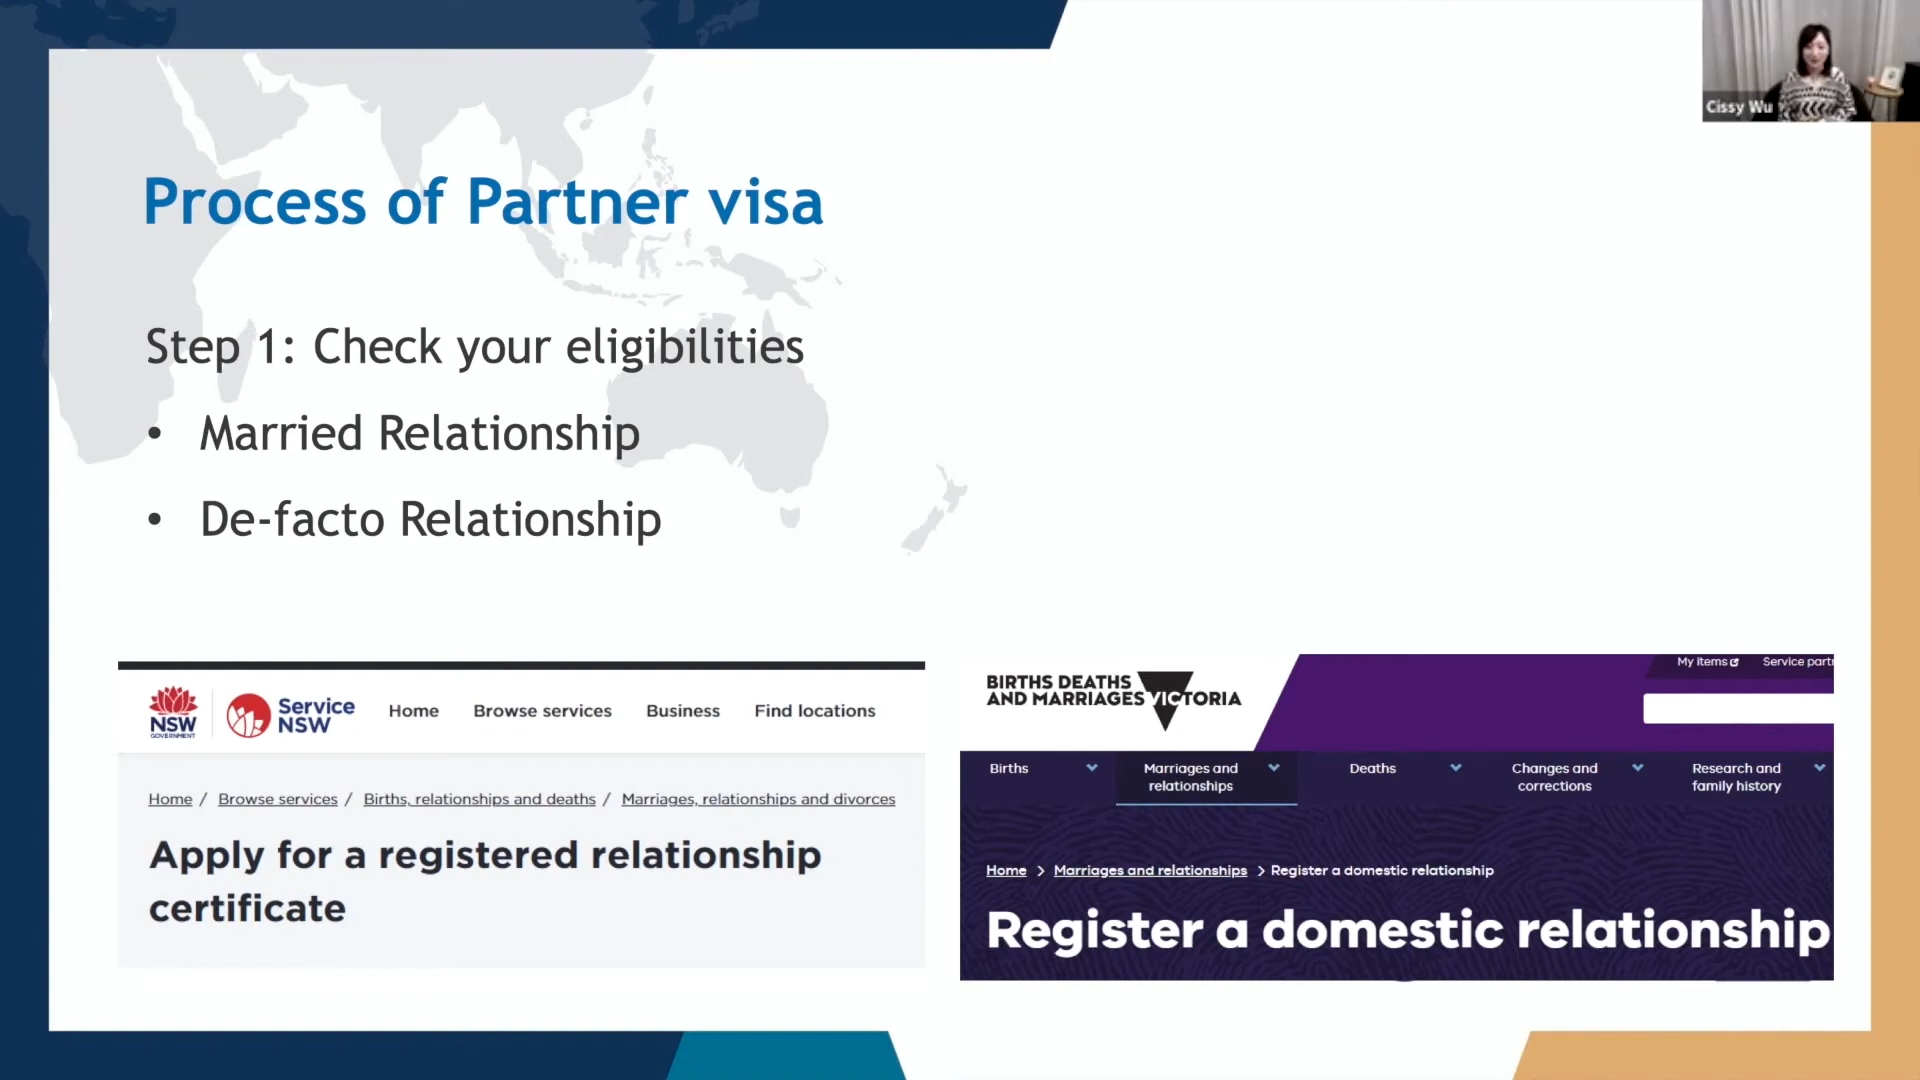 Cissy Wu
Process of Partner visa
Step 1: Check your eligibilities
• Married Relationship
• De-facto Relationship
NSW
GOVERNMENT
Service
NSW
Home Browse services Business Find locations
Home / Browse services / Births, relationships and deaths / Marriages, relationships and divorces
Apply for a registered relationship
certificate
BIRTHS DEATHS
AND MARRIAGES VICTORIA
My items Service part
Births Marriages and relationships Deaths Changes and corrections Research and family history
Home > Marriages and relationships > Register a domestic relationship
Register a domestic relationship